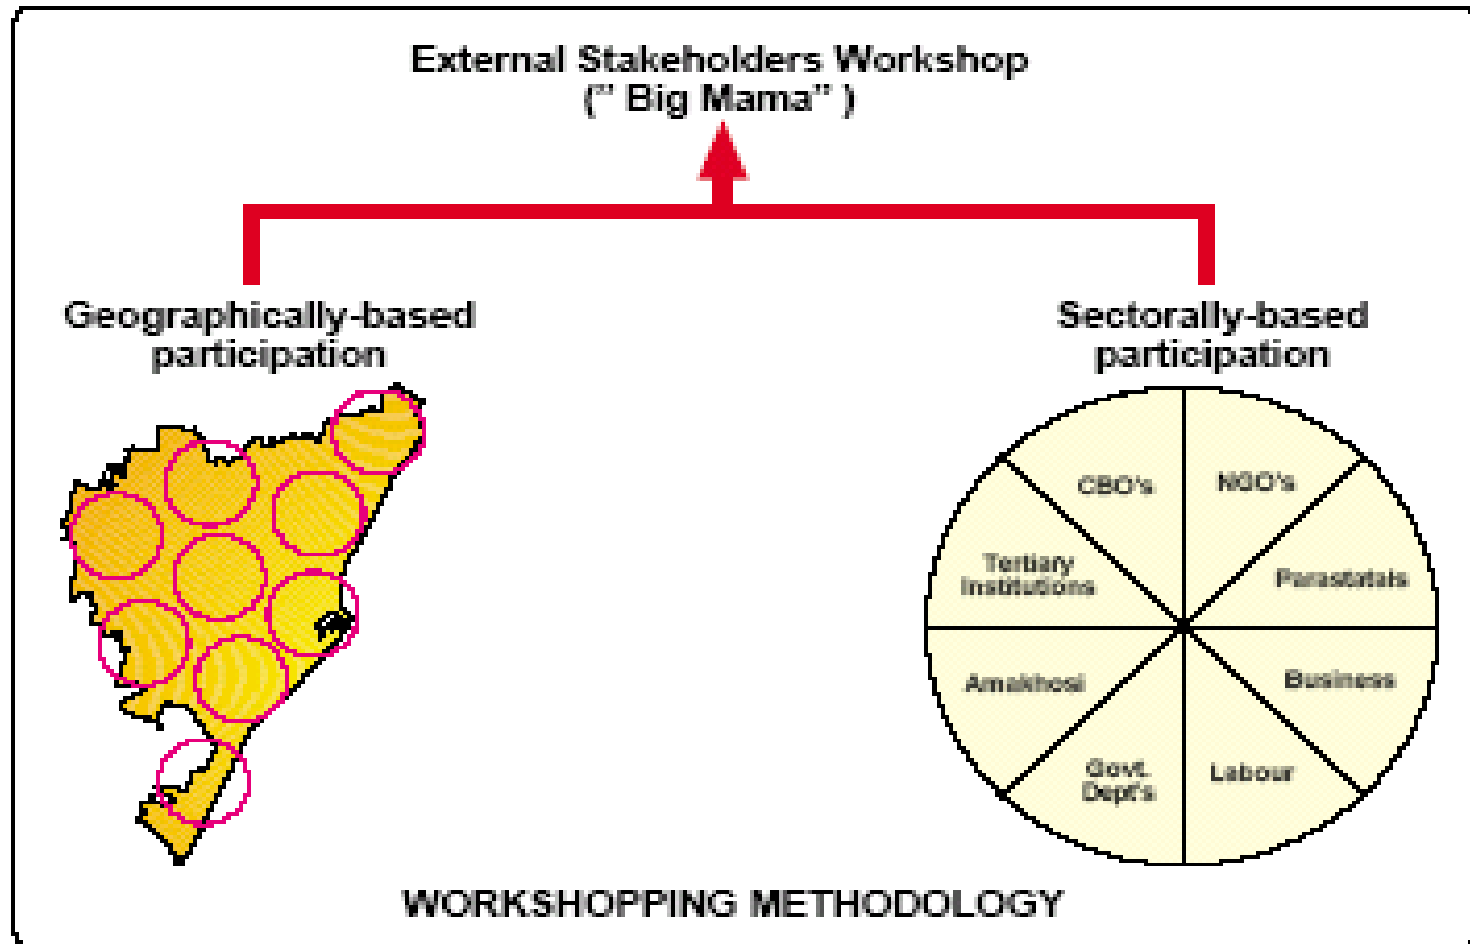 External Stakeholders Workshop
(” Big Mama” )
Geographically-based
participation
Sectorally-based
participation
CBO's
NGO's
Tertiary
Institutions
Parastatals
Amakhosi
Business
Govt.
Dept's
Labour
WORKSHOPPING METHODOLOGY